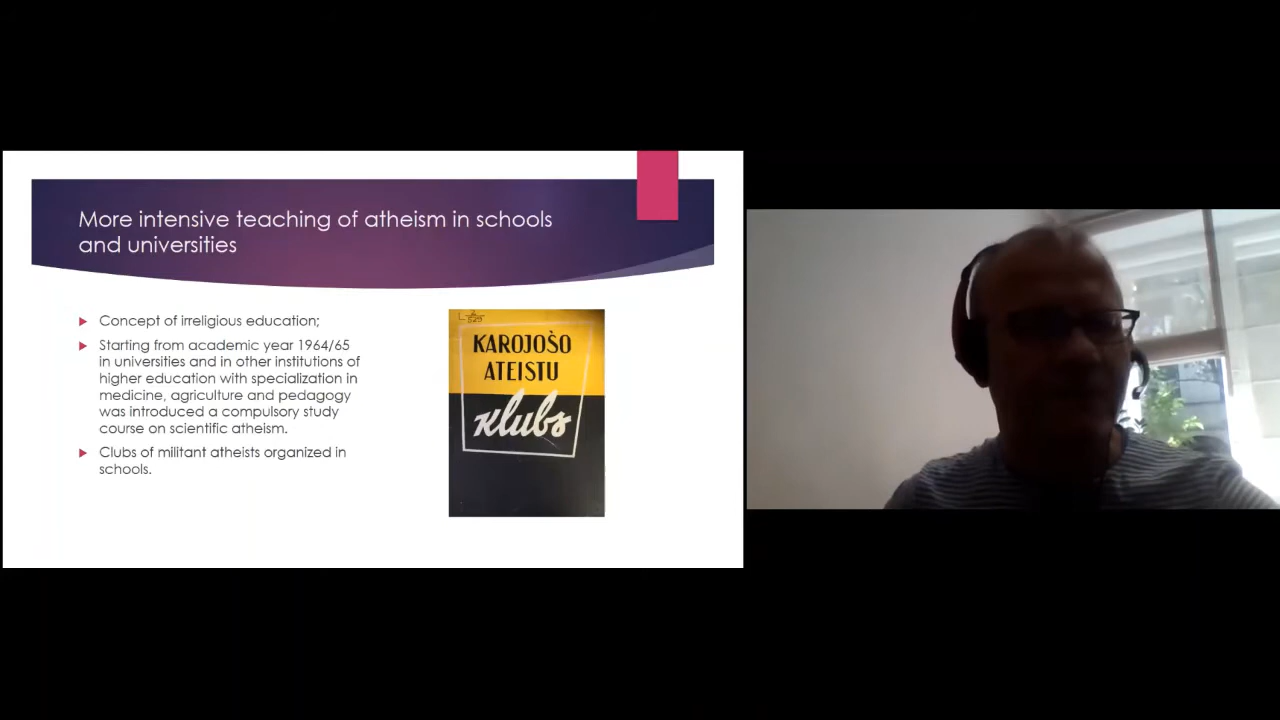 More intensive teaching of atheism in schools
and universities
Concept of irreligious education;
Starting from academic year 1964/65
in universities and in other institutions of
higher education with specialization in
medicine, agriculture and pedagogy
was introduced a compulsory study
course on scientific atheism.
Clubs of militant atheists organized in
schools.
KAROJOŠO
ATEISTU
klubs